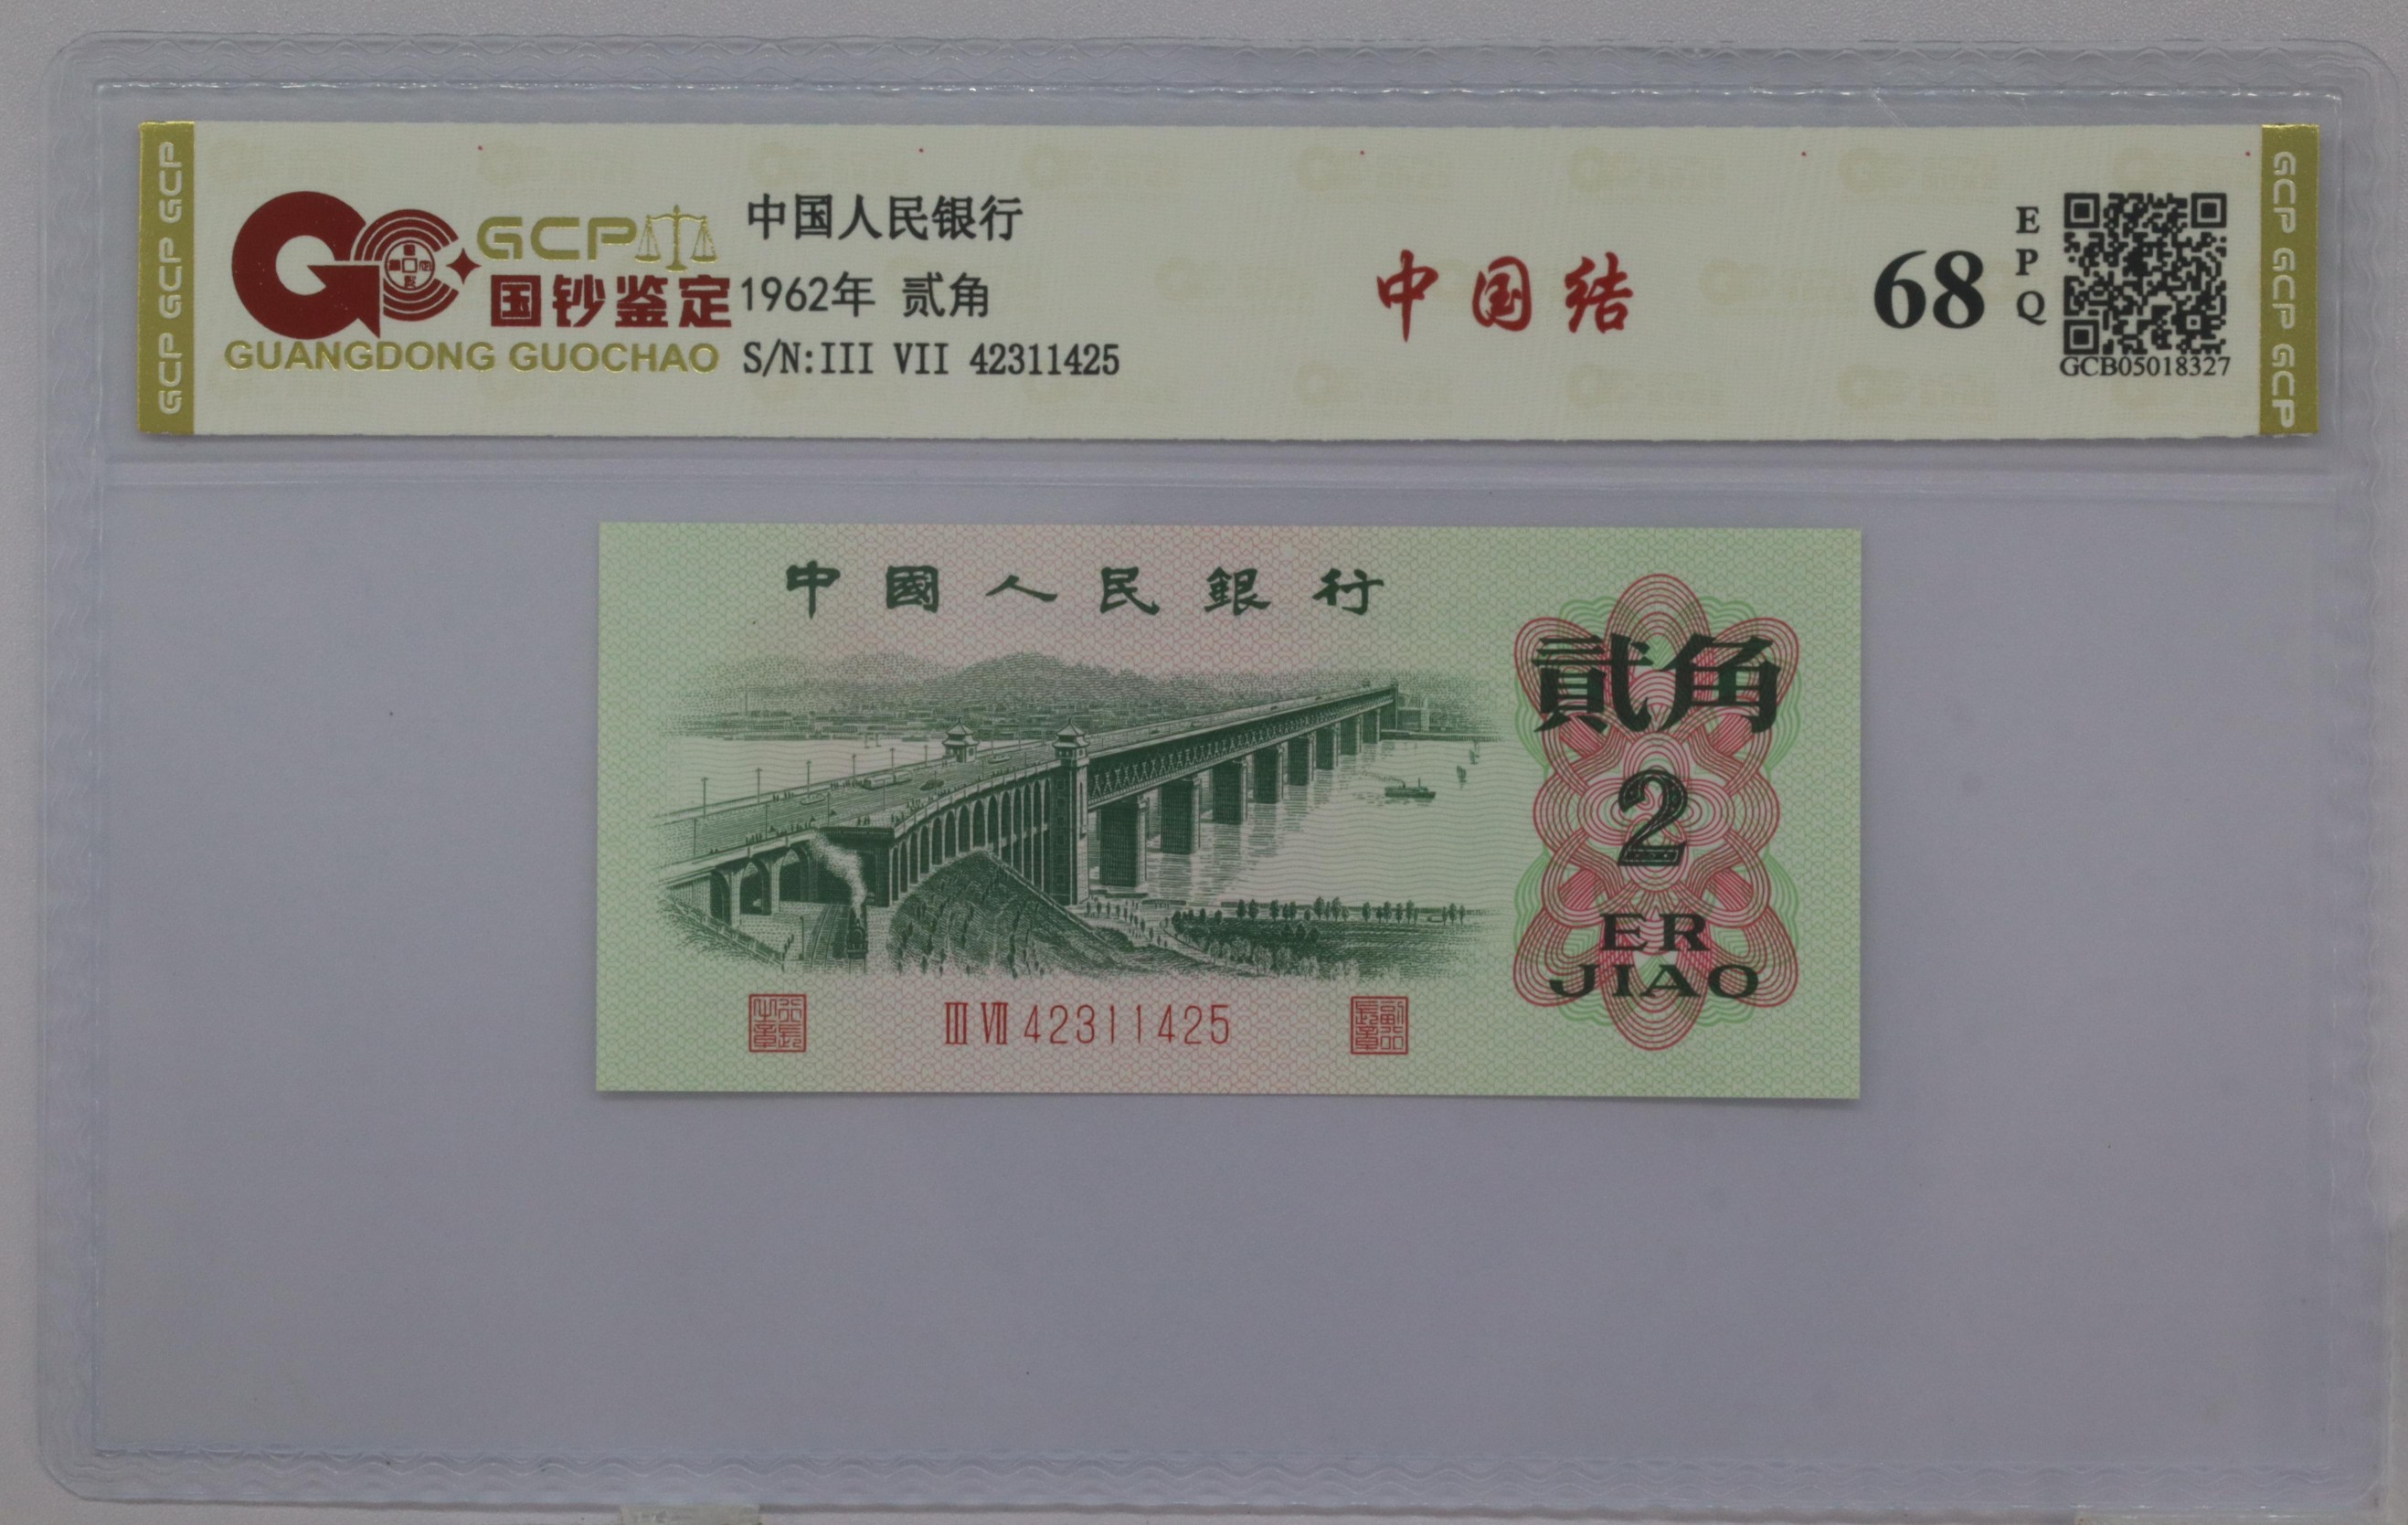 GCP GCP GCP
GCP
国钞鉴定
GUANGDONG GUOCHAO
中国人民银行
1962年 贰角
S/N:III VII 42311425
中国结
68
EPQ
GCB05018327
GCP GCP GCP
中國人民銀行
貳角
2
ER
JIAO
III VII 42311425